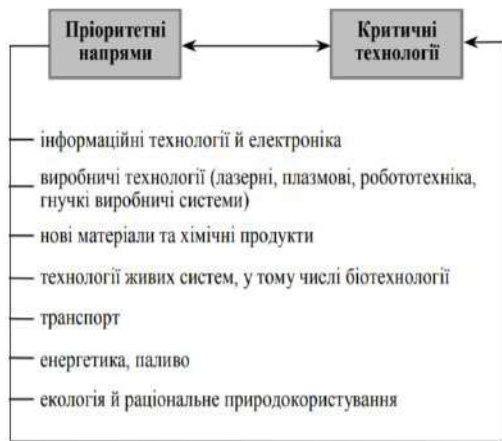 Пріоритетні
напрями
Критичні
технології
інформаційні технології й електроніка
виробничі технології (лазерні, плазмові, робототехніка,
гнучкі виробничі системи)
нові матеріали та хімічні продукти
технології живих систем, у тому числі біотехнології
транспорт
енергетика, паливо
екологія й раціональне природокористування